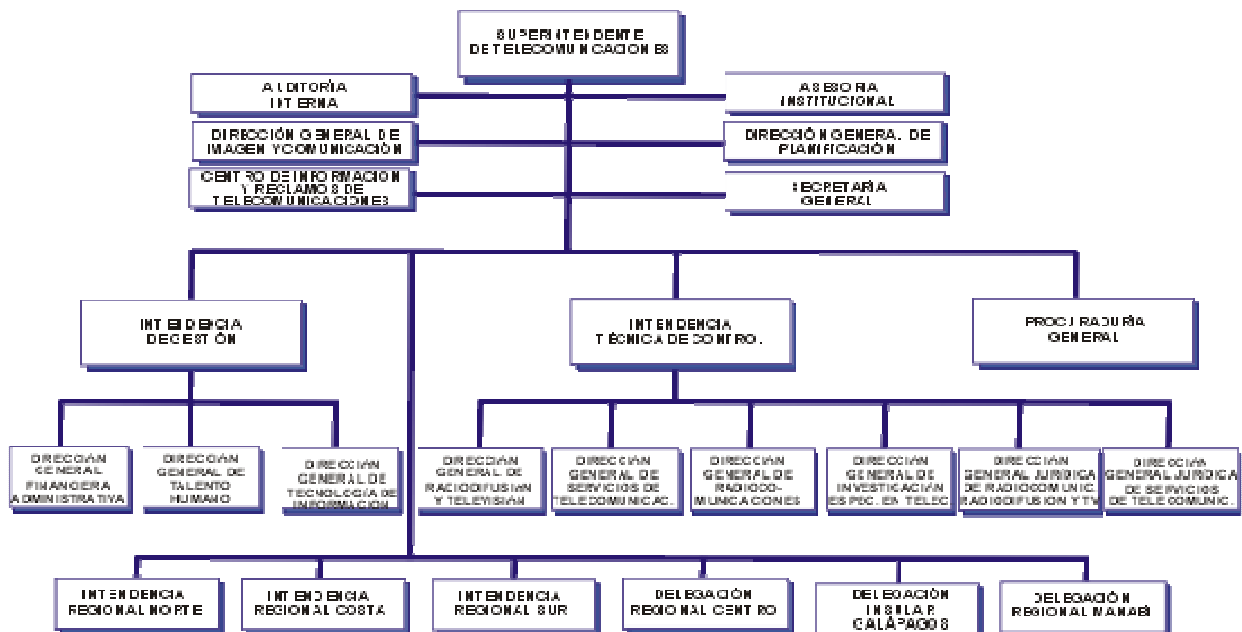 SUPERINTENDENTE
DE TELECOMUNICACIONES
AUDITORÍA
INTERNA
ASESORIA
INSTITUCIONAL
DIRECCIÓN GENERAL DE
IMAGEN Y COMUNICACIÓN
DIRECCIÓN GENERAL DE
PLANIFICACIÓN
CENTRO DE INFORMACION
Y RECLAMOS DE
TELECOMUNICACIONES
SECRETARÍA
GENERAL
INTENDENCIA
DE GESTIÓN
INTENDENCIA
TÉCNICA DE CONTROL
PROCURADURÍA
GENERAL
DIRECCIÓN
GENERAL
FINANCIERA
ADMINISTRATIVA
DIRECCIÓN
GENERAL DE
TALENTO
HUMANO
DIRECCIÓN
GENERAL DE
TECNOLOGÍA DE
INFORMACIÓN
DIRECCIÓN
GENERAL DE
RADIODIFUSIÓN
Y TELEVISIÓN
DIRECCIÓN
GENERAL DE
SERVICIOS DE
TELECOMUNICAC.
DIRECCIÓN
GENERAL DE
RADIOCO-
MUNICACIONES
DIRECCIÓN
GENERAL DE
INVESTIGACIÓN
ESPEC. EN TELEC.
DIRECCIÓN
GENERAL JURÍDICA
DE RADIOCOMUNIC.
RADIODIFUSION Y TV
DIRECCIÓN
GENERAL JURÍDICA
DE SERVICIOS
DE TELECOMUNIC.
INTENDENCIA
REGIONAL NORTE
INTENDENCIA
REGIONAL COSTA
INTENDENCIA
REGIONAL SUR
DELEGACIÓN
REGIONAL CENTRO
DELEGACIÓN
INSULAR
GALÁPAGOS
DELEGACIÓN
REGIONAL MANABÍ